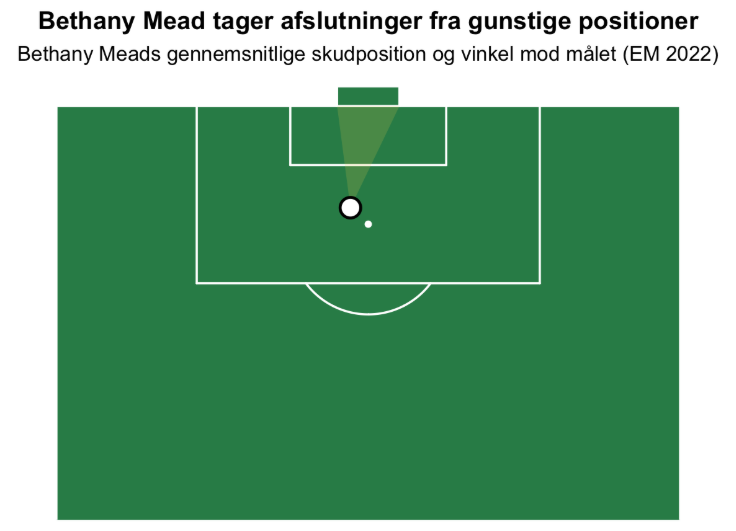 Bethany Mead tager afslutninger fra gunstige positioner
Bethany Meads gennemsnitlige skudposition og vinkel mod målet (EM 2022)